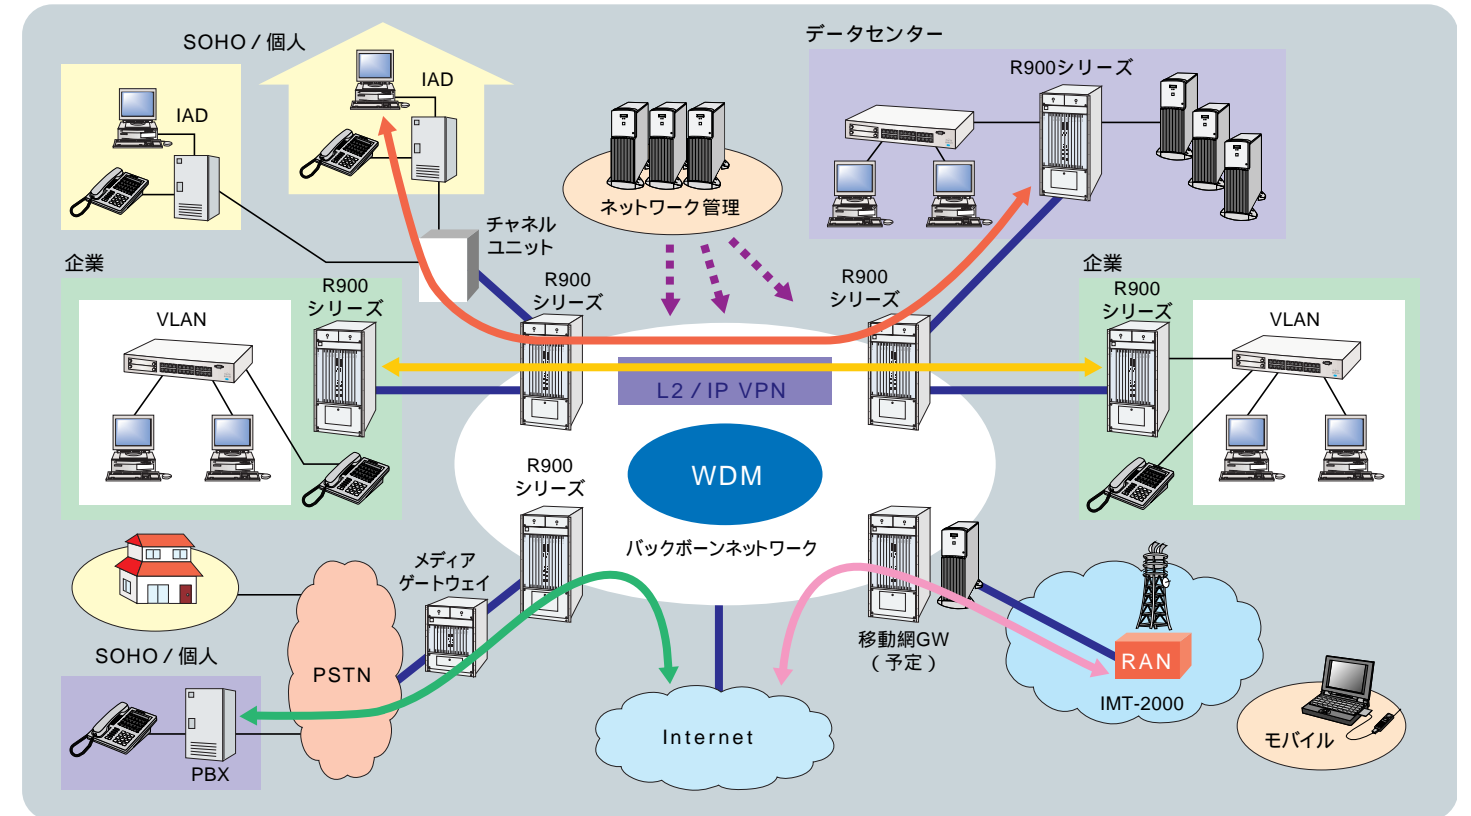 SOHO / 個人
データセンター
IAD
R900シリーズ
IAD
ネットワーク管理
チャネル
ユニット
企業
R900
シリーズ
VLAN
R900
シリーズ
R900
シリーズ
企業
R900
シリーズ
VLAN
L2 / IP VPN
WDM
R900
シリーズ
バックボーンネットワーク
メディア
ゲートウェイ
移動網GW
(予定)
SOHO / 個人
PSTN
RAN
IMT-2000
Internet
モバイル
PBX